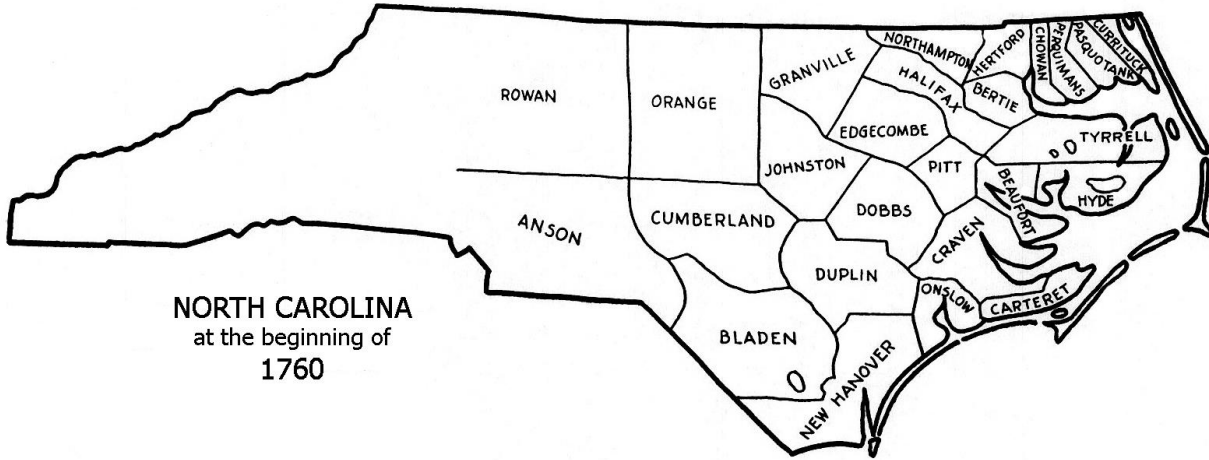 ROWAN
ORANGE
GRANVILLE
NORTHAMPTON
HERTFORD
CHOWAN
PERQUIMANS
PASQUOTANK
CURRITUCK
HALIFAX
BERTIE
EDGECOMBE
TYRRELL
JOHNSTON
PITT
BEAUFORT
HYDE
ANSON
CUMBERLAND
DOBBS
CRAVEN
DUPLIN
ONSLOW
CARTERET
BLADEN
NEW HANOVER
NORTH CAROLINA
at the beginning of
1760